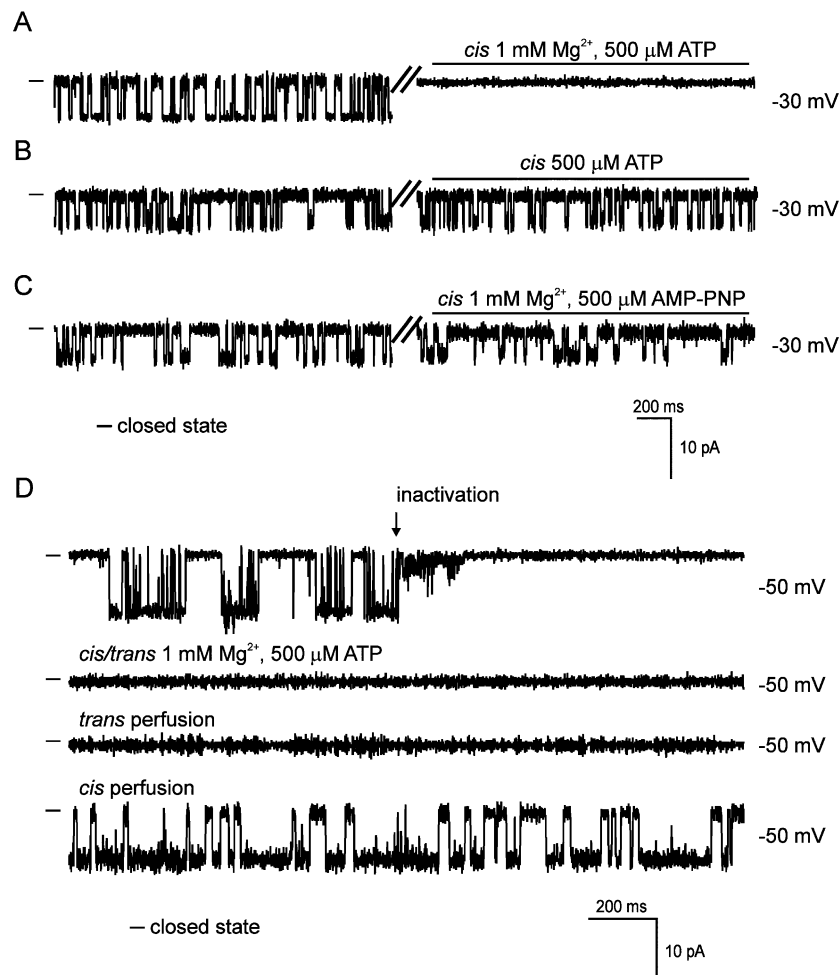 A
cis 1 mM Mg²⁺, 500 μM ATP
-30 mV
B
cis 500 μM ATP
-30 mV
C
cis 1 mM Mg²⁺, 500 μM AMP-PNP
-30 mV
– closed state
200 ms
10 pA
D
inactivation
-50 mV
cis/trans 1 mM Mg²⁺, 500 μM ATP
-50 mV
trans perfusion
-50 mV
cis perfusion
-50 mV
– closed state
200 ms
10 pA